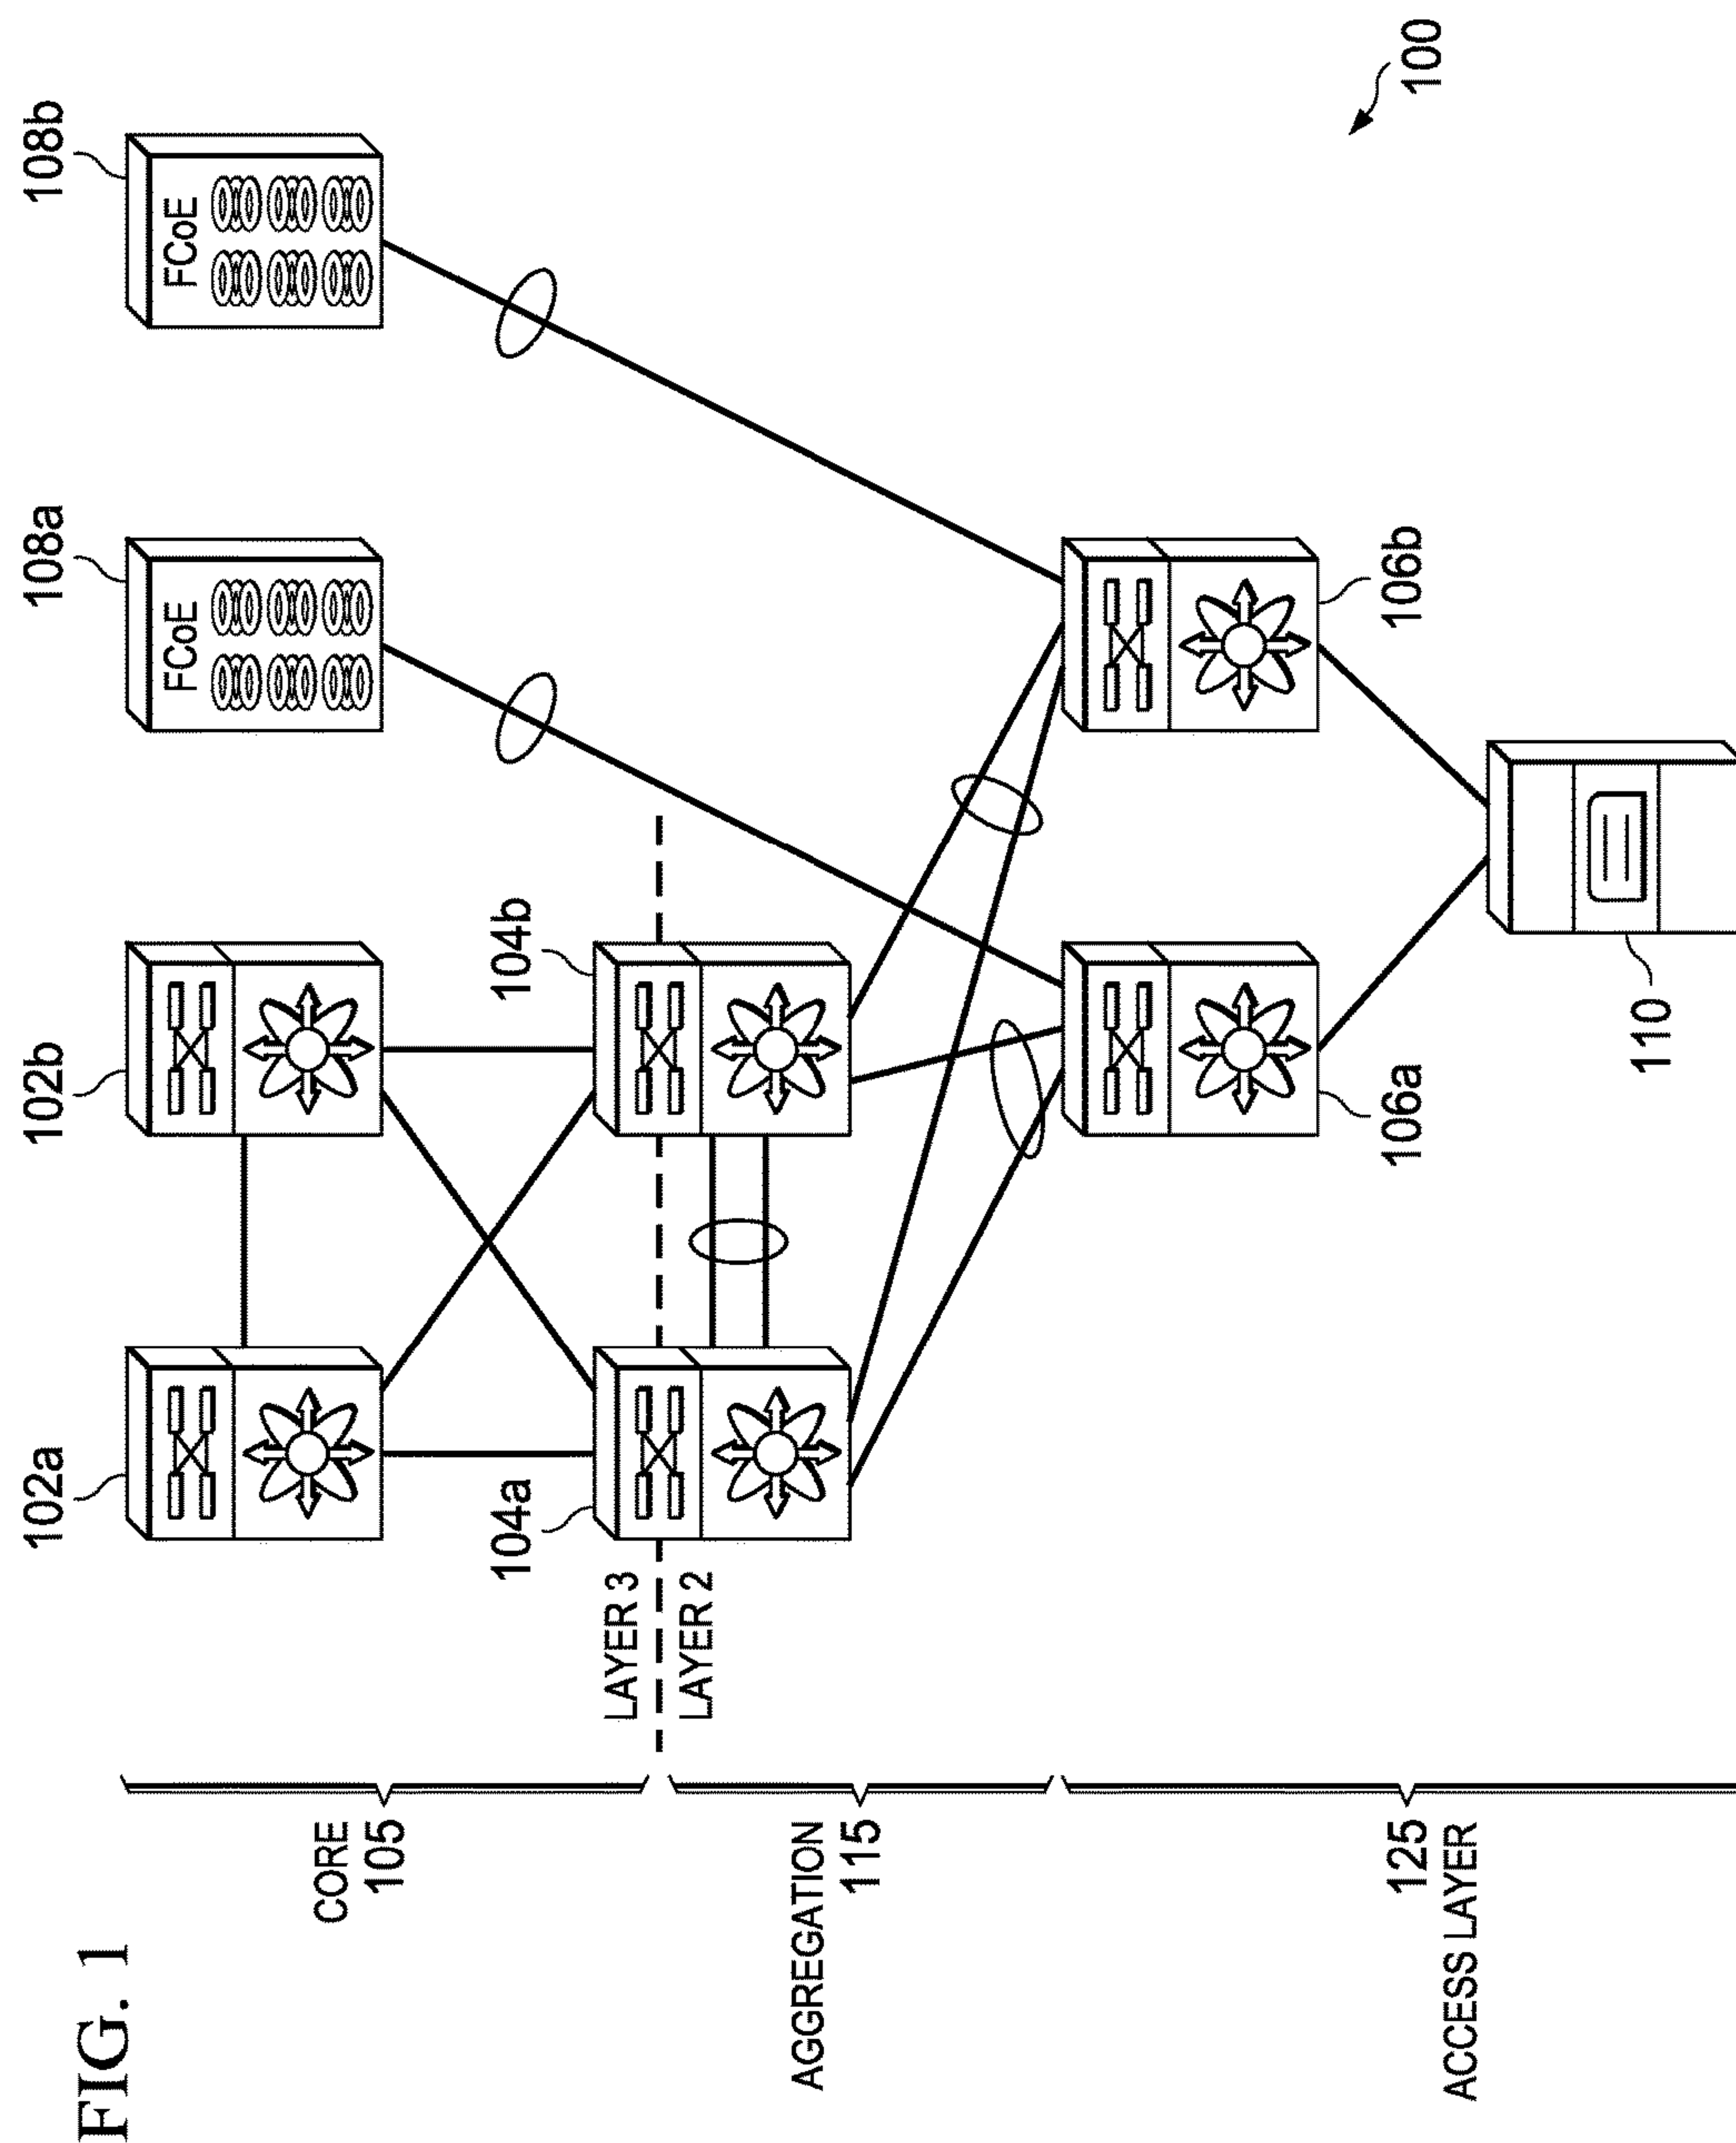 FIG. 1
102a
102b
108a
108b
FCoE
FCoE
CORE
105
104a
104b
LAYER 3
LAYER 2
AGGREGATION
115
106a
106b
125
ACCESS LAYER
110
100